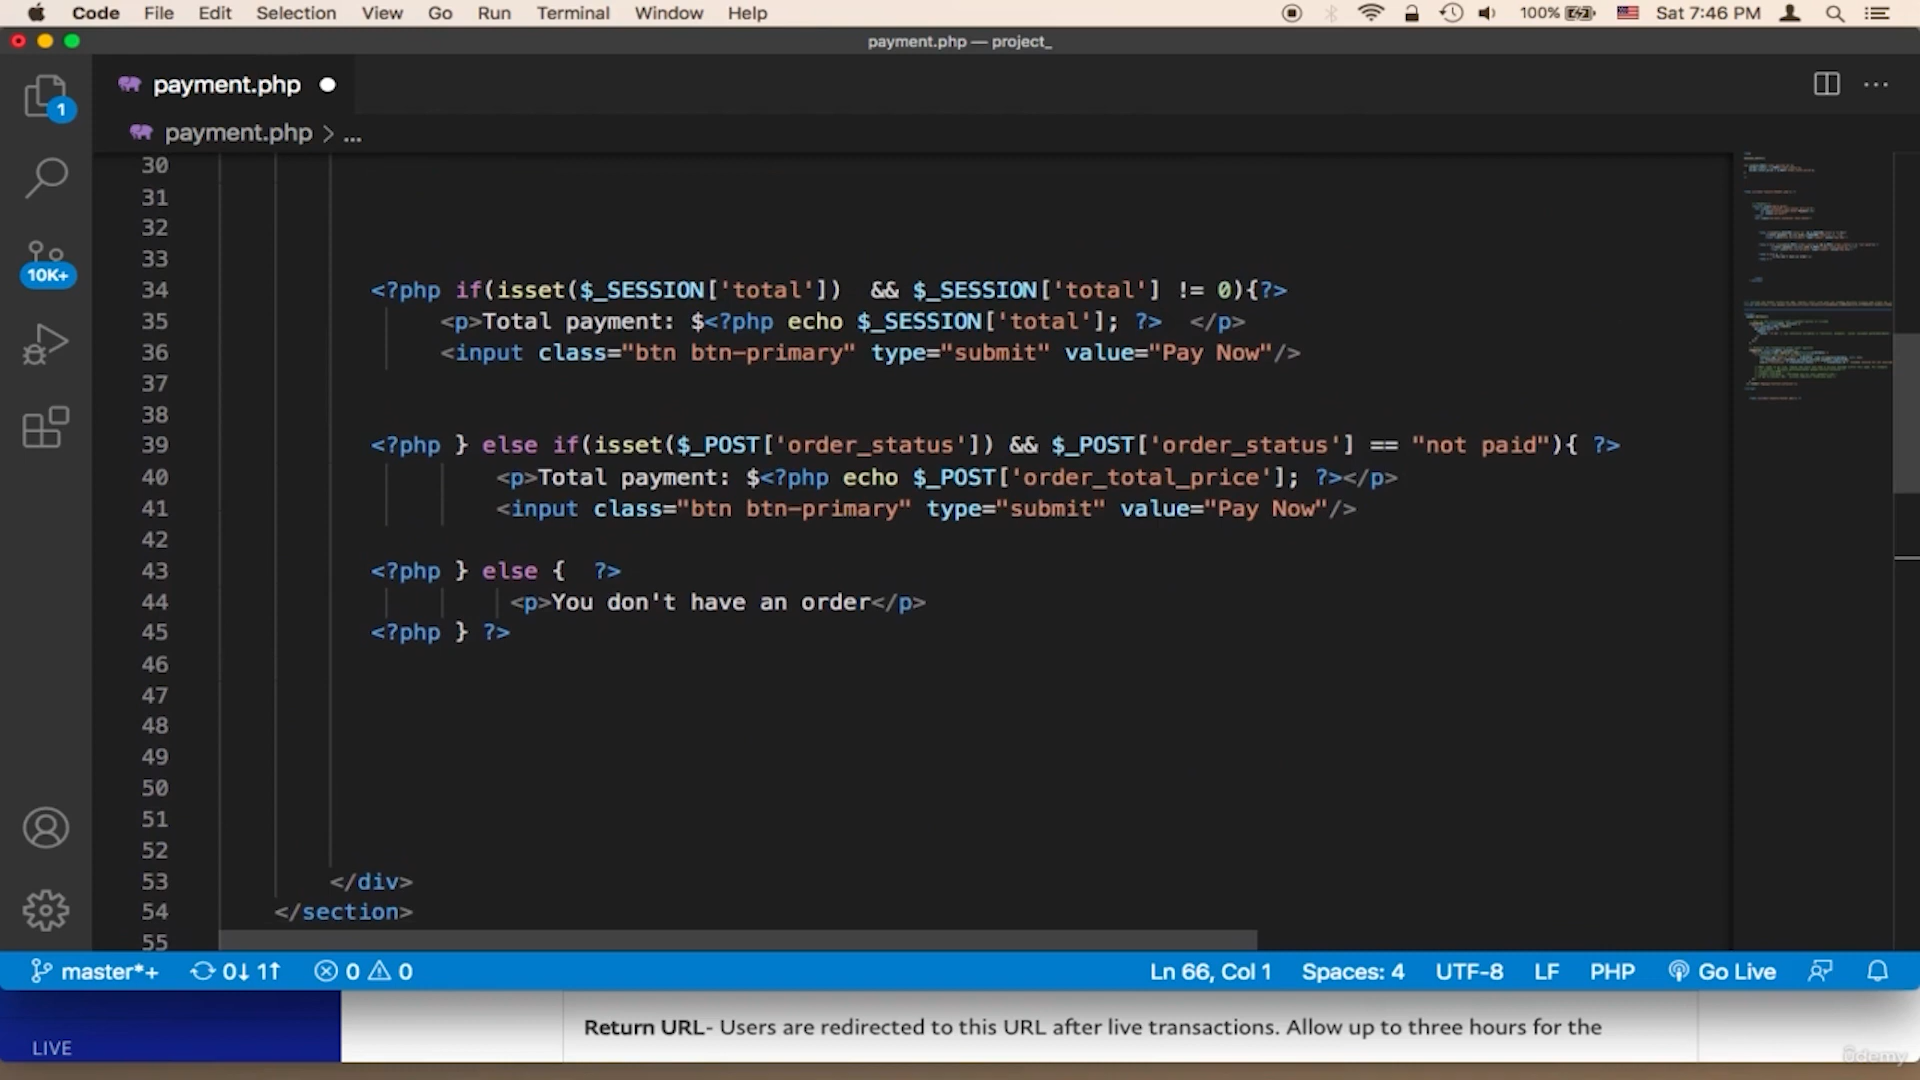 Code File Edit Selection View Go Run Terminal Window Help 100% Sat 7:46 PM
payment.php — project_
payment.php
1
payment.php > ...
10K+
30
31
32
33
34 <?php if(isset($_SESSION['total'])  && $_SESSION['total'] != 0){?>
35 <p>Total payment: $<?php echo $_SESSION['total']; ?>  </p>
36 <input class="btn btn-primary" type="submit" value="Pay Now"/>
37
38
39 <?php } else if(isset($_POST['order_status']) && $_POST['order_status'] == "not paid"){ ?>
40 <p>Total payment: $<?php echo $_POST['order_total_price']; ?></p>
41 <input class="btn btn-primary" type="submit" value="Pay Now"/>
42
43 <?php } else {  ?>
44 <p>You don't have an order</p>
45 <?php } ?>
46
47
48
49
50
51
52
53 </div>
54 </section>
55
master*+ 0↓ 1↑ 0 0 Ln 66, Col 1 Spaces: 4 UTF-8 LF PHP Go Live
Return URL- Users are redirected to this URL after live transactions. Allow up to three hours for the
LIVE
udemy